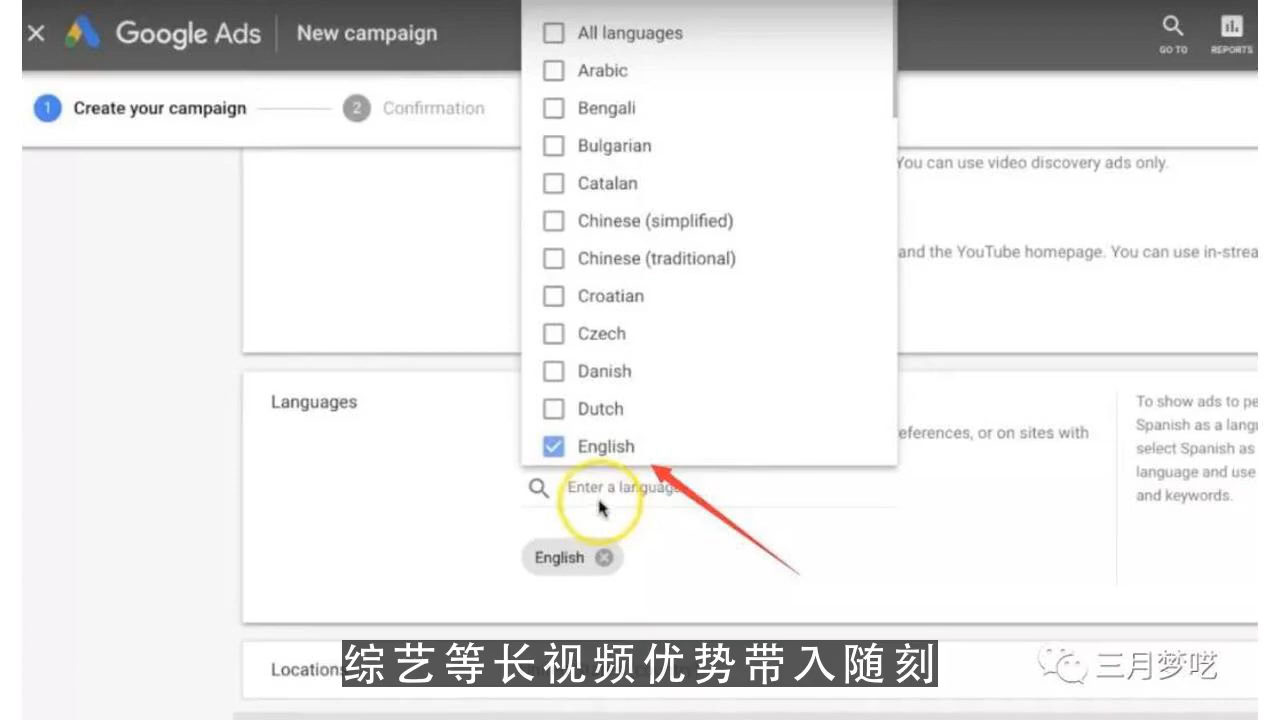 Google Ads
New campaign
GO TO
REPORTS
1 Create your campaign
2 Confirmation
All languages
Arabic
Bengali
Bulgarian
Catalan
Chinese (simplified)
Chinese (traditional)
Croatian
Czech
Danish
Dutch
English
You can use video discovery ads only.
and the YouTube homepage. You can use in-strea
Languages
eferences, or on sites with
To show ads to pe
Spanish as a langu
select Spanish as
language and use
and keywords.
Enter a language
English
Locations
综艺等长视频优势带入随刻
三月梦呓